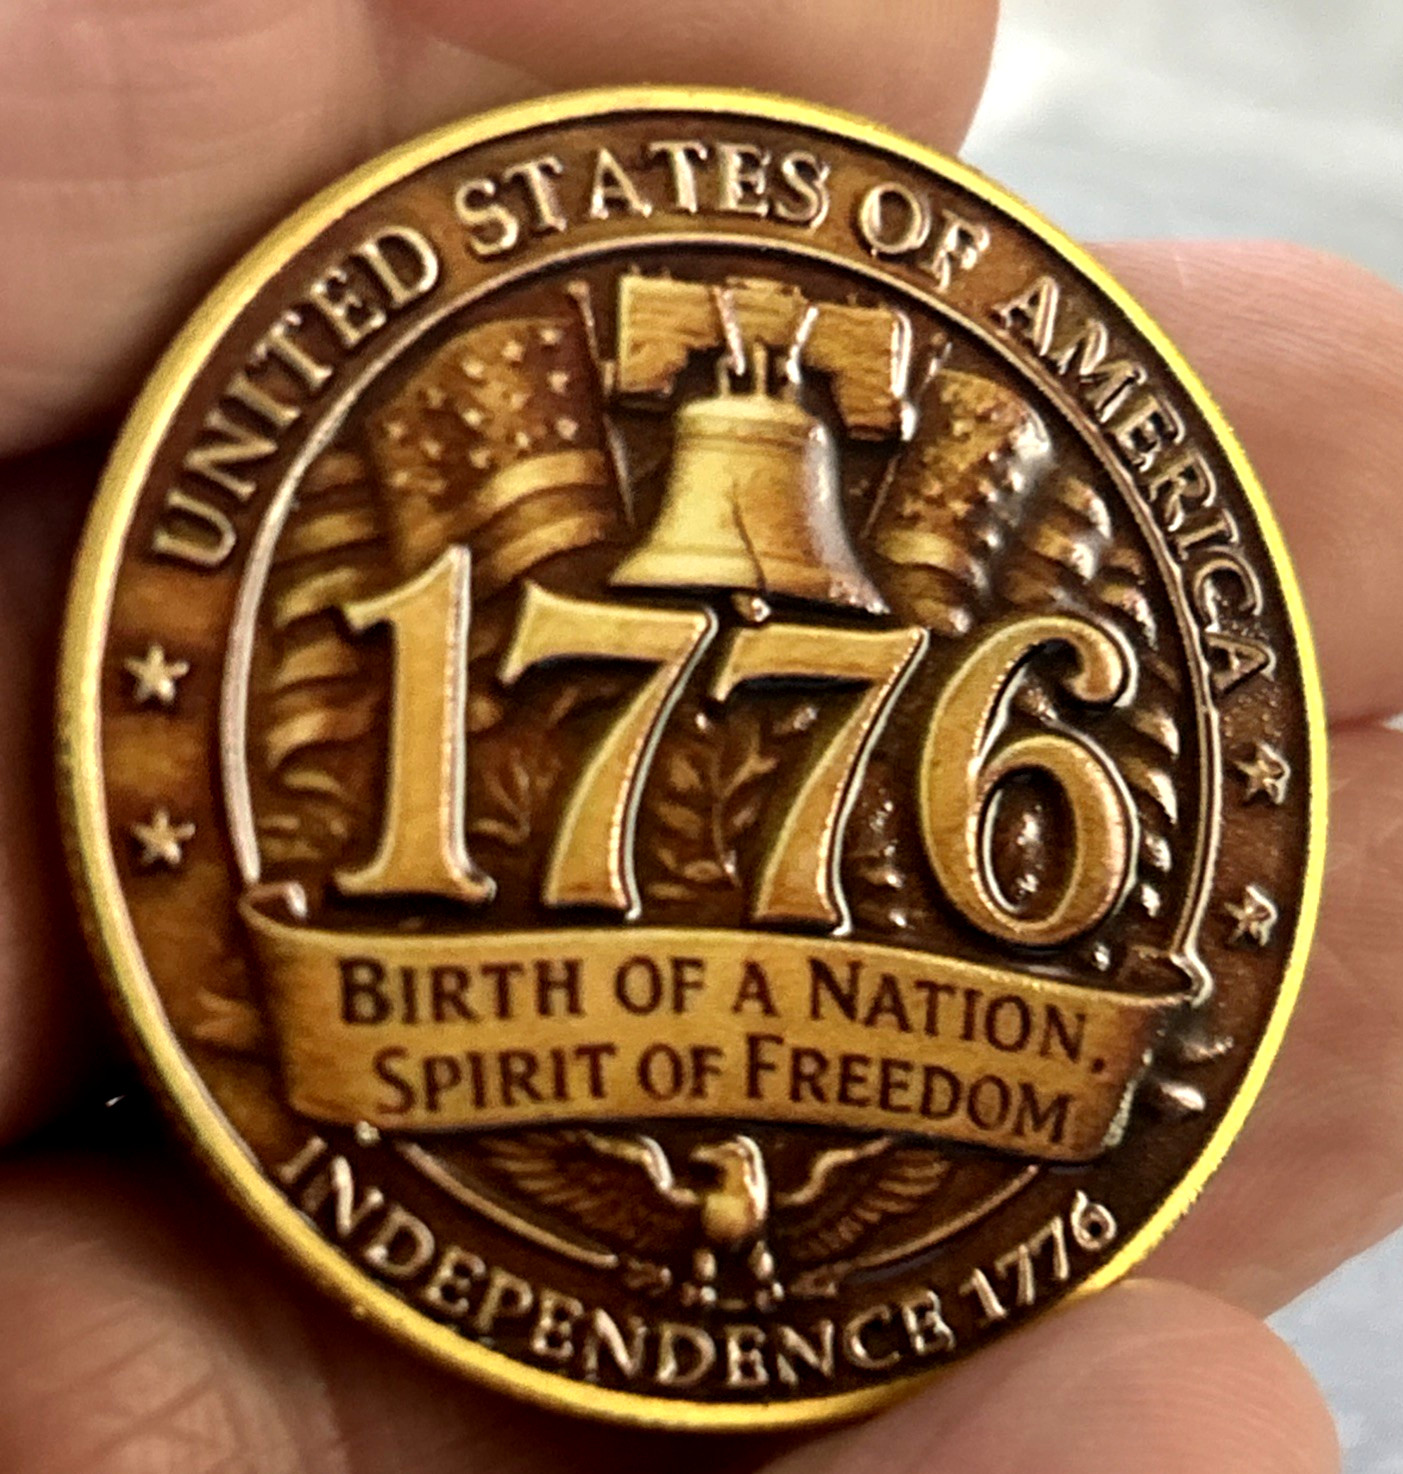 UNITED STATES OF AMERICA
1776
BIRTH OF A NATION,
SPIRIT OF FREEDOM
INDEPENDENCE 1776